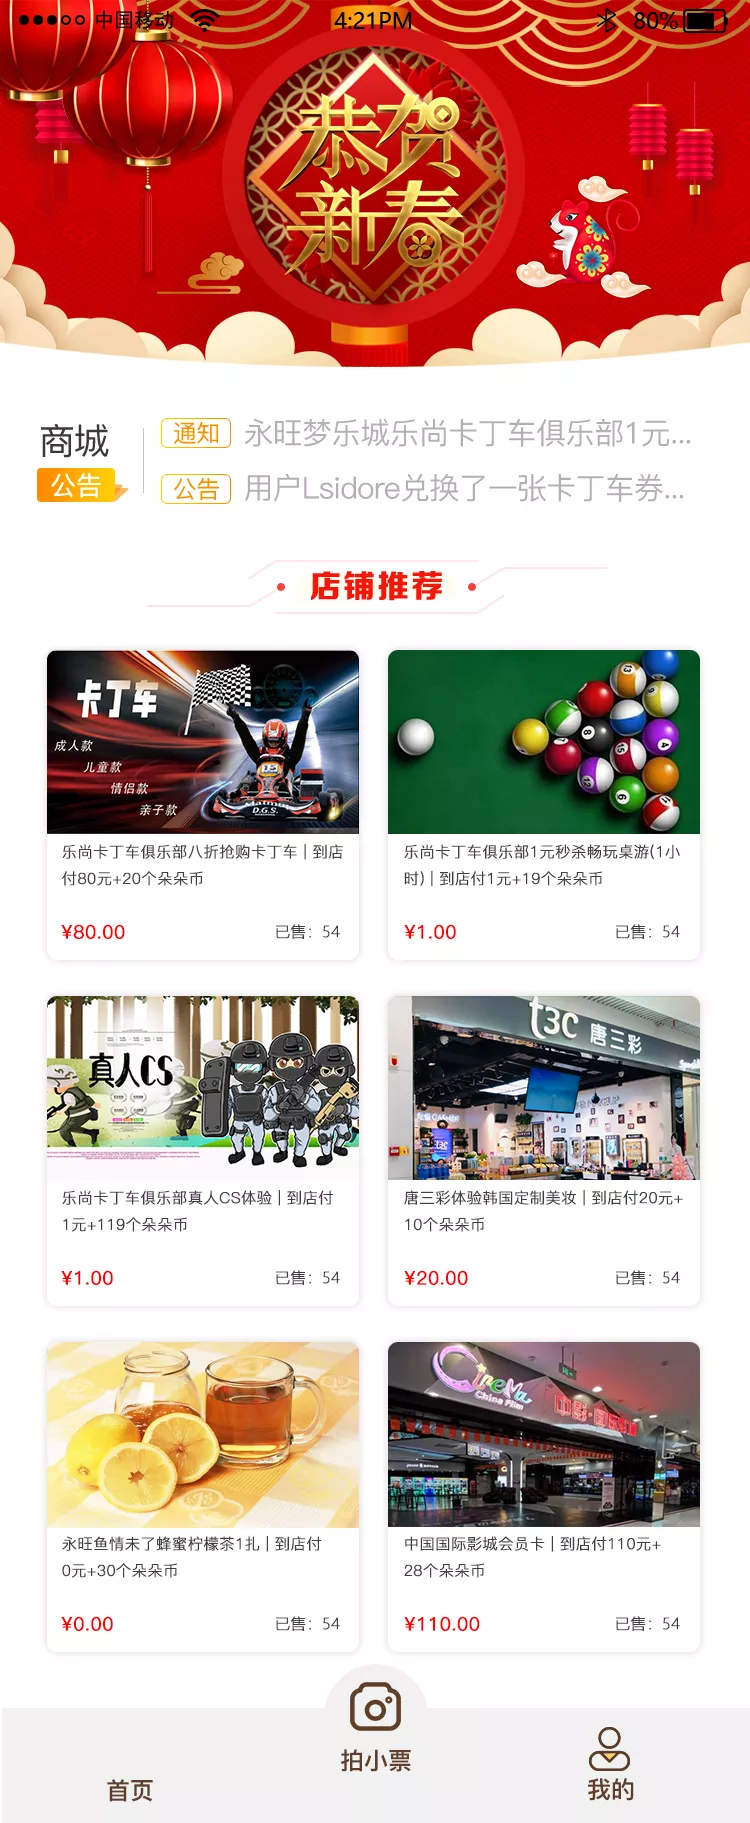 中国移动
4:21PM
80%
恭贺
新春
商城
公告
通知 永旺梦乐城乐尚卡丁车俱乐部1元...
公告 用户Lsidore兑换了一张卡丁车券...
店铺推荐
卡丁车
成人款
儿童款
情侣款
亲子款
D.G.S.
13
8
4
15
12
6
11
乐尚卡丁车俱乐部八折抢购卡丁车 | 到店
付80元+20个朵朵币
¥80.00 已售：54
乐尚卡丁车俱乐部1元秒杀畅玩桌游(1小
时) | 到店付1元+19个朵朵币
¥1.00 已售：54
真人CS
t3c 唐三彩
t3c
乐尚卡丁车俱乐部真人CS体验 | 到店付
1元+119个朵朵币
¥1.00 已售：54
唐三彩体验韩国定制美妆 | 到店付20元+
10个朵朵币
¥20.00 已售：54
CineMa
China Film
中影·国际影城
永旺鱼情未了蜂蜜柠檬茶1扎 | 到店付
0元+30个朵朵币
¥0.00 已售：54
中国国际影城会员卡 | 到店付110元+
28个朵朵币
¥110.00 已售：54
首页
拍小票
我的